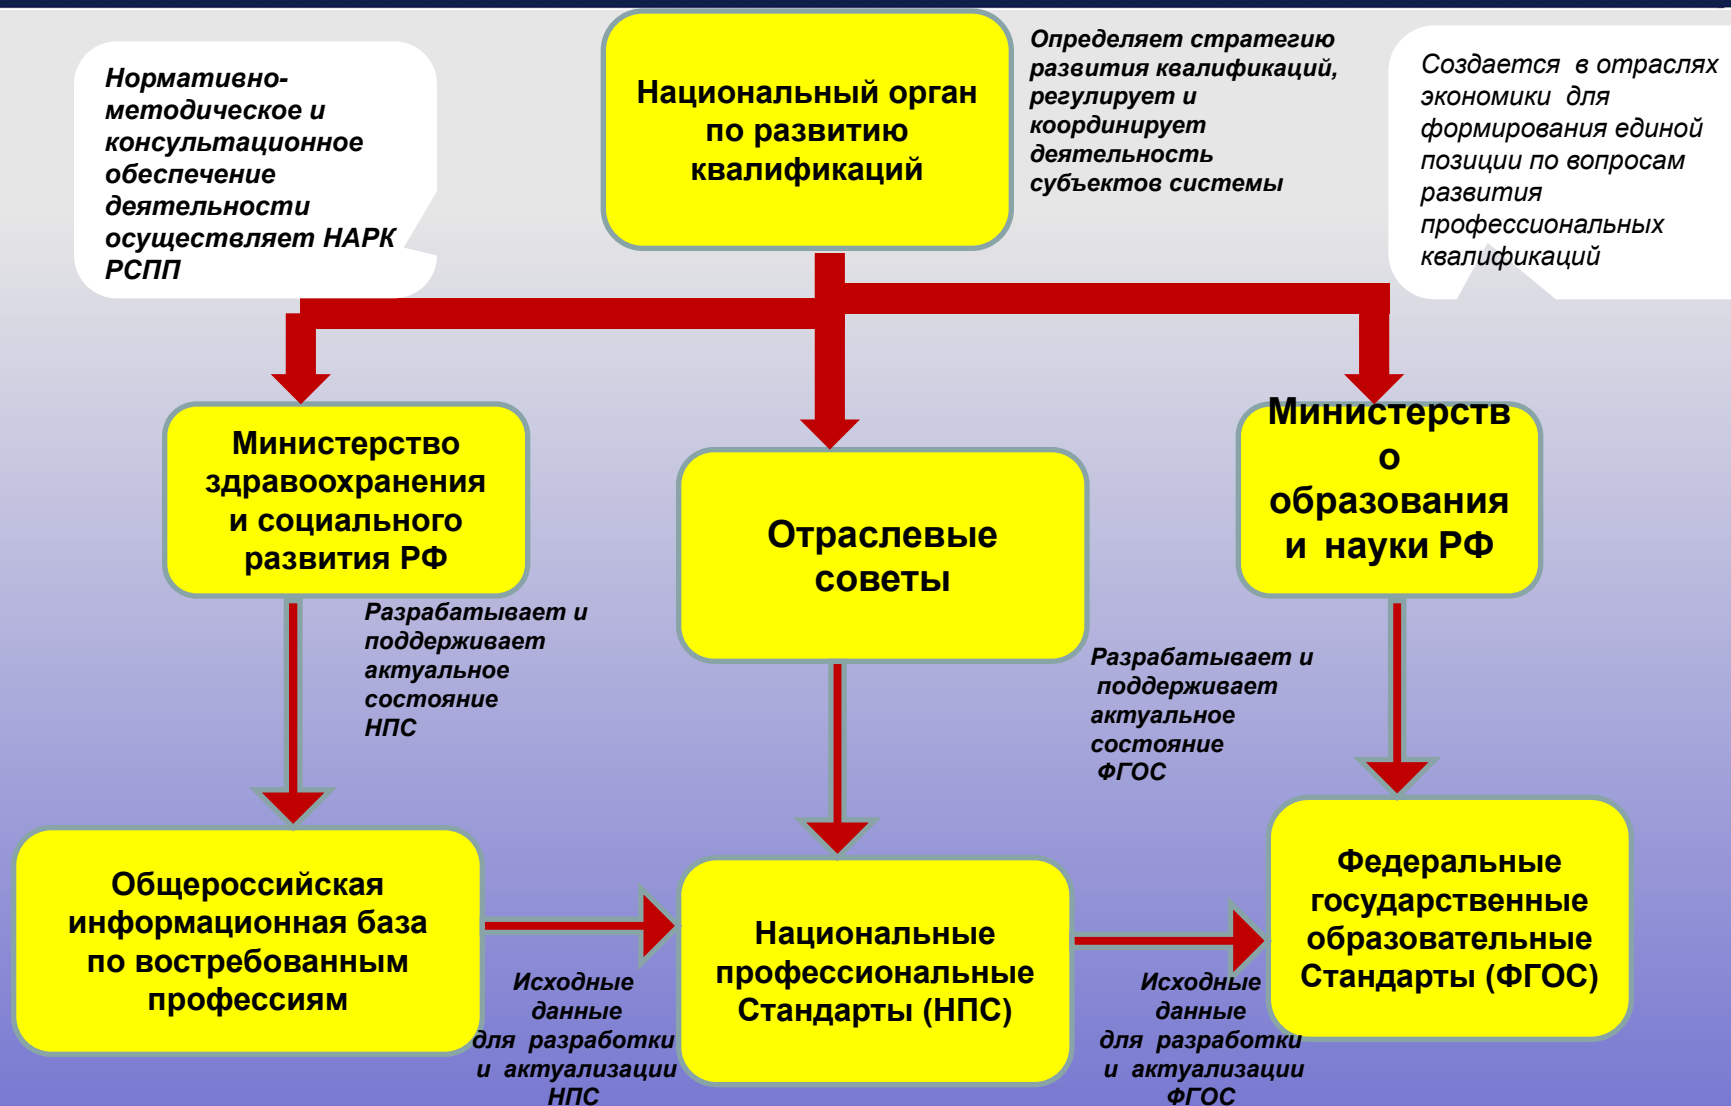 Нормативно-
методическое и
консультационное
обеспечение
деятельности
осуществляет НАРК
РСПП
Национальный орган
по развитию
квалификаций
Определяет стратегию
развития квалификаций,
регулирует и
координирует
деятельность
субъектов системы
Создается в отраслях
экономики для
формирования единой
позиции по вопросам
развития
профессиональных
квалификаций
Министерство
здравоохранения
и социального
развития РФ
Отраслевые
советы
Министерств
о
образования
и науки РФ
Разрабатывает и
поддерживает
актуальное
состояние
НПС
Разрабатывает и
поддерживает
актуальное
состояние
ФГОС
Общероссийская
информационная база
по востребованным
профессиям
Исходные
данные
для разработки
и актуализации
НПС
Национальные
профессиональные
Стандарты (НПС)
Исходные
данные
для разработки
и актуализации
ФГОС
Федеральные
государственные
образовательные
Стандарты (ФГОС)